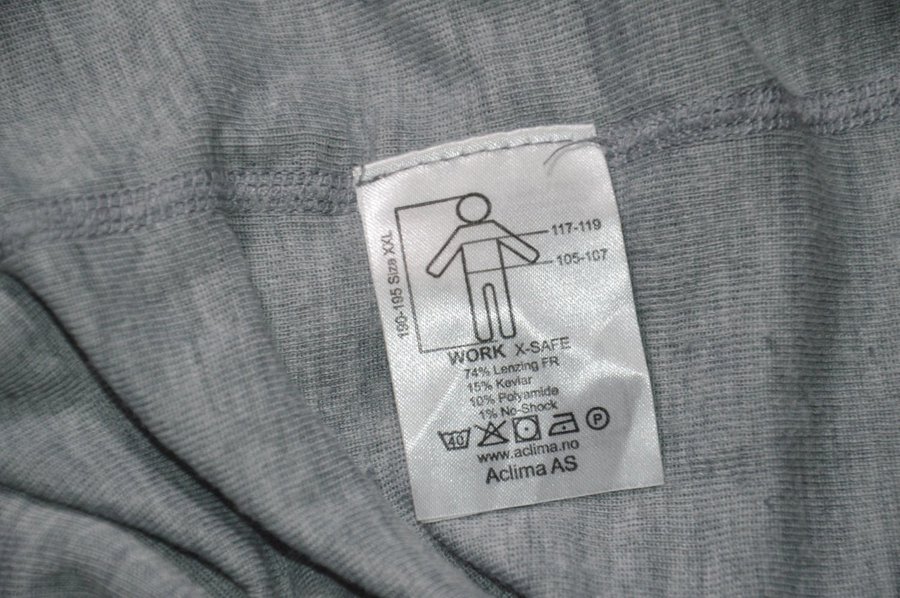 190-195 Size XXL
117-119
105-107
WORK X-SAFE
74% Lenzing FR
15% Kevlar
10% Polyamide
1% No-Shock
40 P
www.aclima.no
Aclima AS